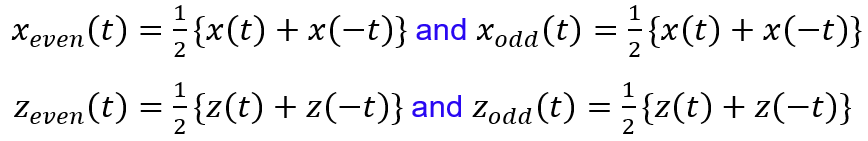 x_even(t) = 1/2 {x(t) + x(−t)} and x_odd(t) = 1/2 {x(t) + x(−t)}
z_even(t) = 1/2 {z(t) + z(−t)} and z_odd(t) = 1/2 {z(t) + z(−t)}